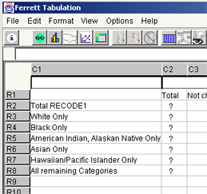 Ferrett Tabulation
File Edit Format View Options Help
GO
C1 C2 C3
R1 Total Not ch
R2 Total RECODE1 ?
R3 White Only ?
R4 Black Only ?
R5 American Indian, Alaskan Native Only ?
R6 Asian Only ?
R7 Hawaiian/Pacific Islander Only ?
R8 All remaining Categories ?
R9
R10